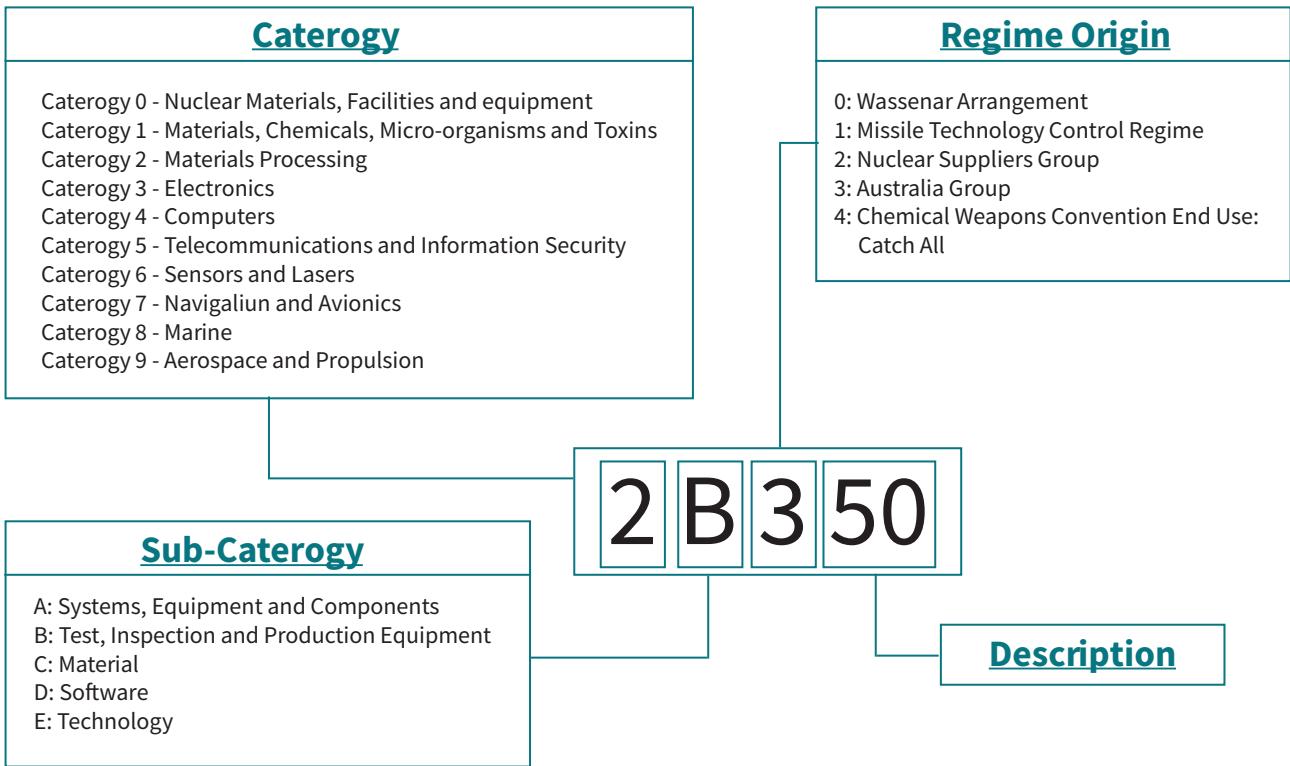 Caterogy
Caterogy 0 - Nuclear Materials, Facilities and equipment
Caterogy 1 - Materials, Chemicals, Micro-organisms and Toxins
Caterogy 2 - Materials Processing
Caterogy 3 - Electronics
Caterogy 4 - Computers
Caterogy 5 - Telecommunications and Information Security
Caterogy 6 - Sensors and Lasers
Caterogy 7 - Navigaliun and Avionics
Caterogy 8 - Marine
Caterogy 9 - Aerospace and Propulsion
Regime Origin
0: Wassenar Arrangement
1: Missile Technology Control Regime
2: Nuclear Suppliers Group
3: Australia Group
4: Chemical Weapons Convention End Use:
Catch All
2 B 3 50
Sub-Caterogy
A: Systems, Equipment and Components
B: Test, Inspection and Production Equipment
C: Material
D: Software
E: Technology
Description